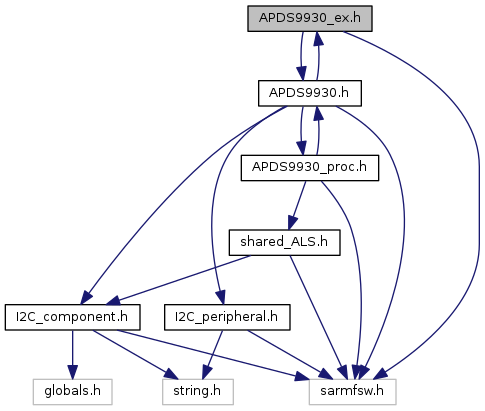 APDS9930_ex.h
APDS9930.h
APDS9930_proc.h
shared_ALS.h
I2C_component.h
I2C_peripheral.h
globals.h
string.h
sarmfsw.h